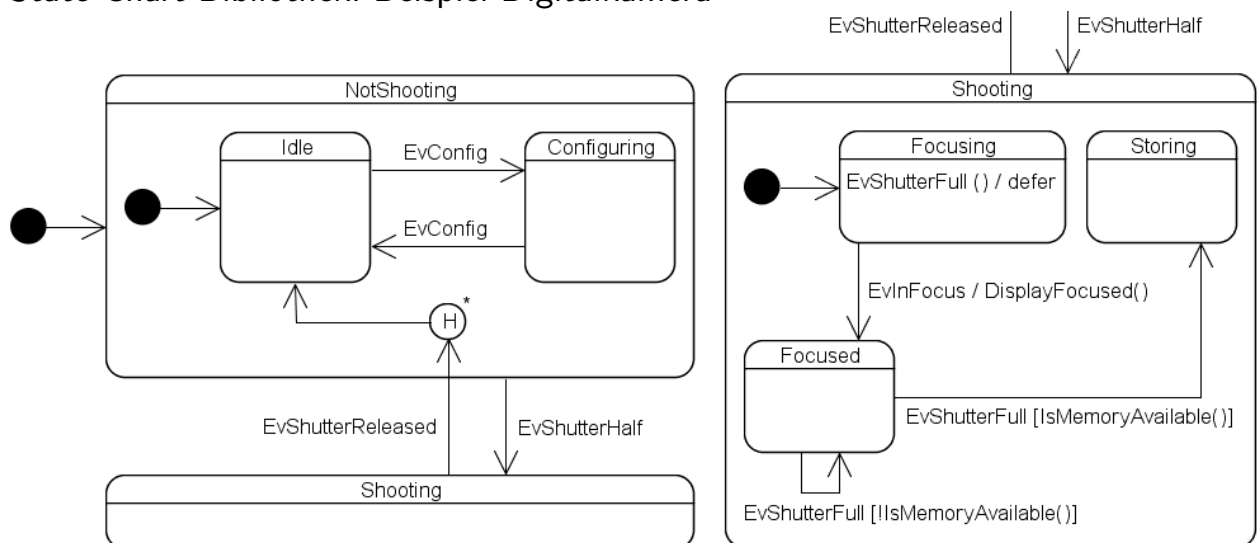 State Chart Bibliothek: Beispiel Digitalkamera
NotShooting
Idle
EvConfig
Configuring
EvConfig
H
*
EvShutterReleased
EvShutterHalf
Shooting
EvShutterReleased
EvShutterHalf
Shooting
Focusing
EvShutterFull () / defer
Storing
EvInFocus / DisplayFocused()
Focused
EvShutterFull [IsMemoryAvailable()]
EvShutterFull [!IsMemoryAvailable()]